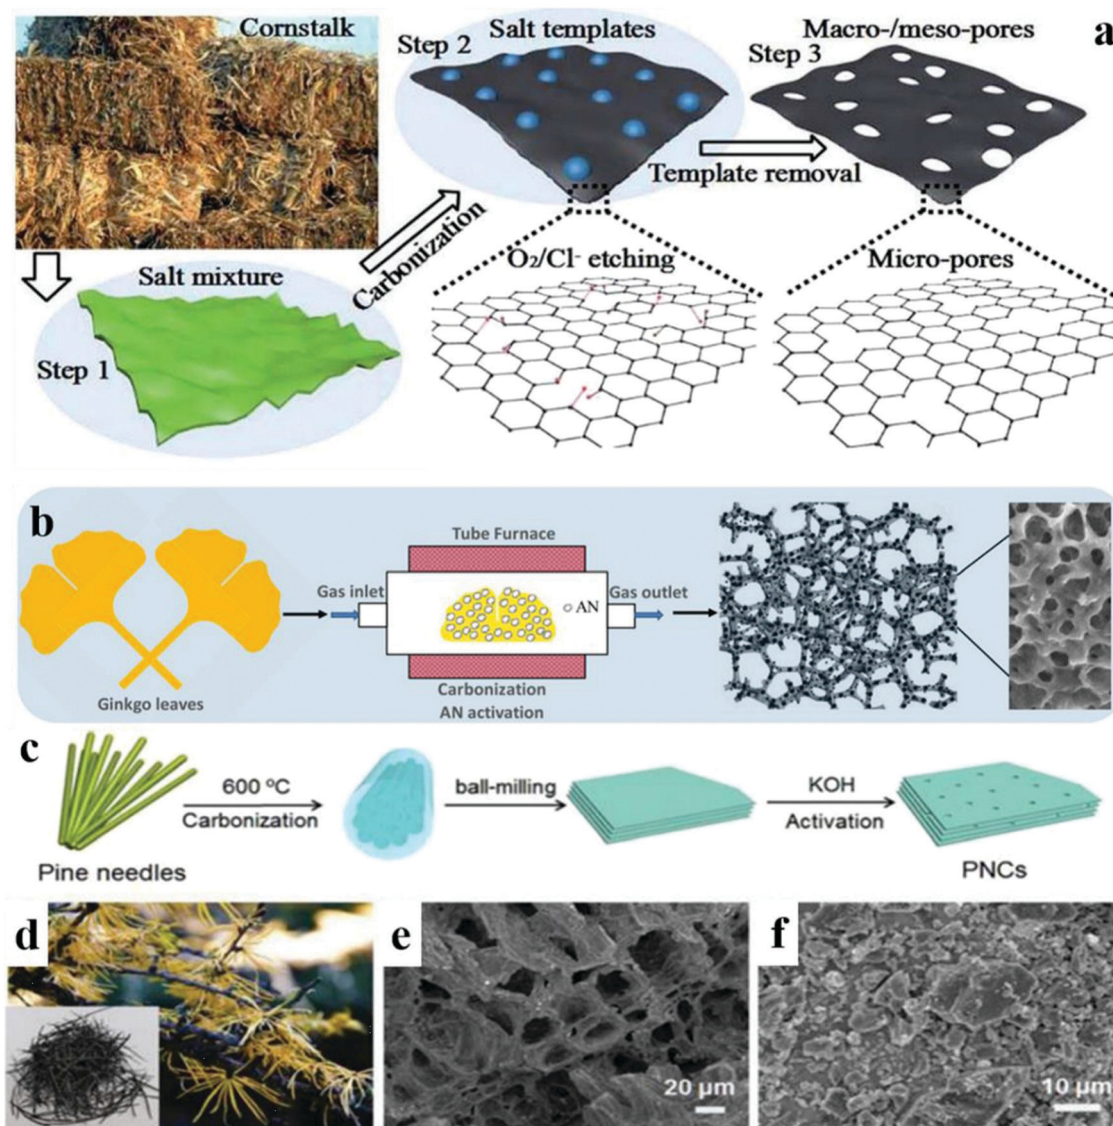 a
Cornstalk
Step 2
Salt templates
Macro-/meso-pores
Step 3
Template removal
Carbonization
Salt mixture
Step 1
O₂/Cl⁻ etching
Micro-pores
b
Tube Furnace
Gas inlet
AN
Gas outlet
Ginkgo leaves
Carbonization
AN activation
c
600 °C
Carbonization
ball-milling
KOH
Activation
Pine needles
PNCs
d
e
20 µm
f
10 µm